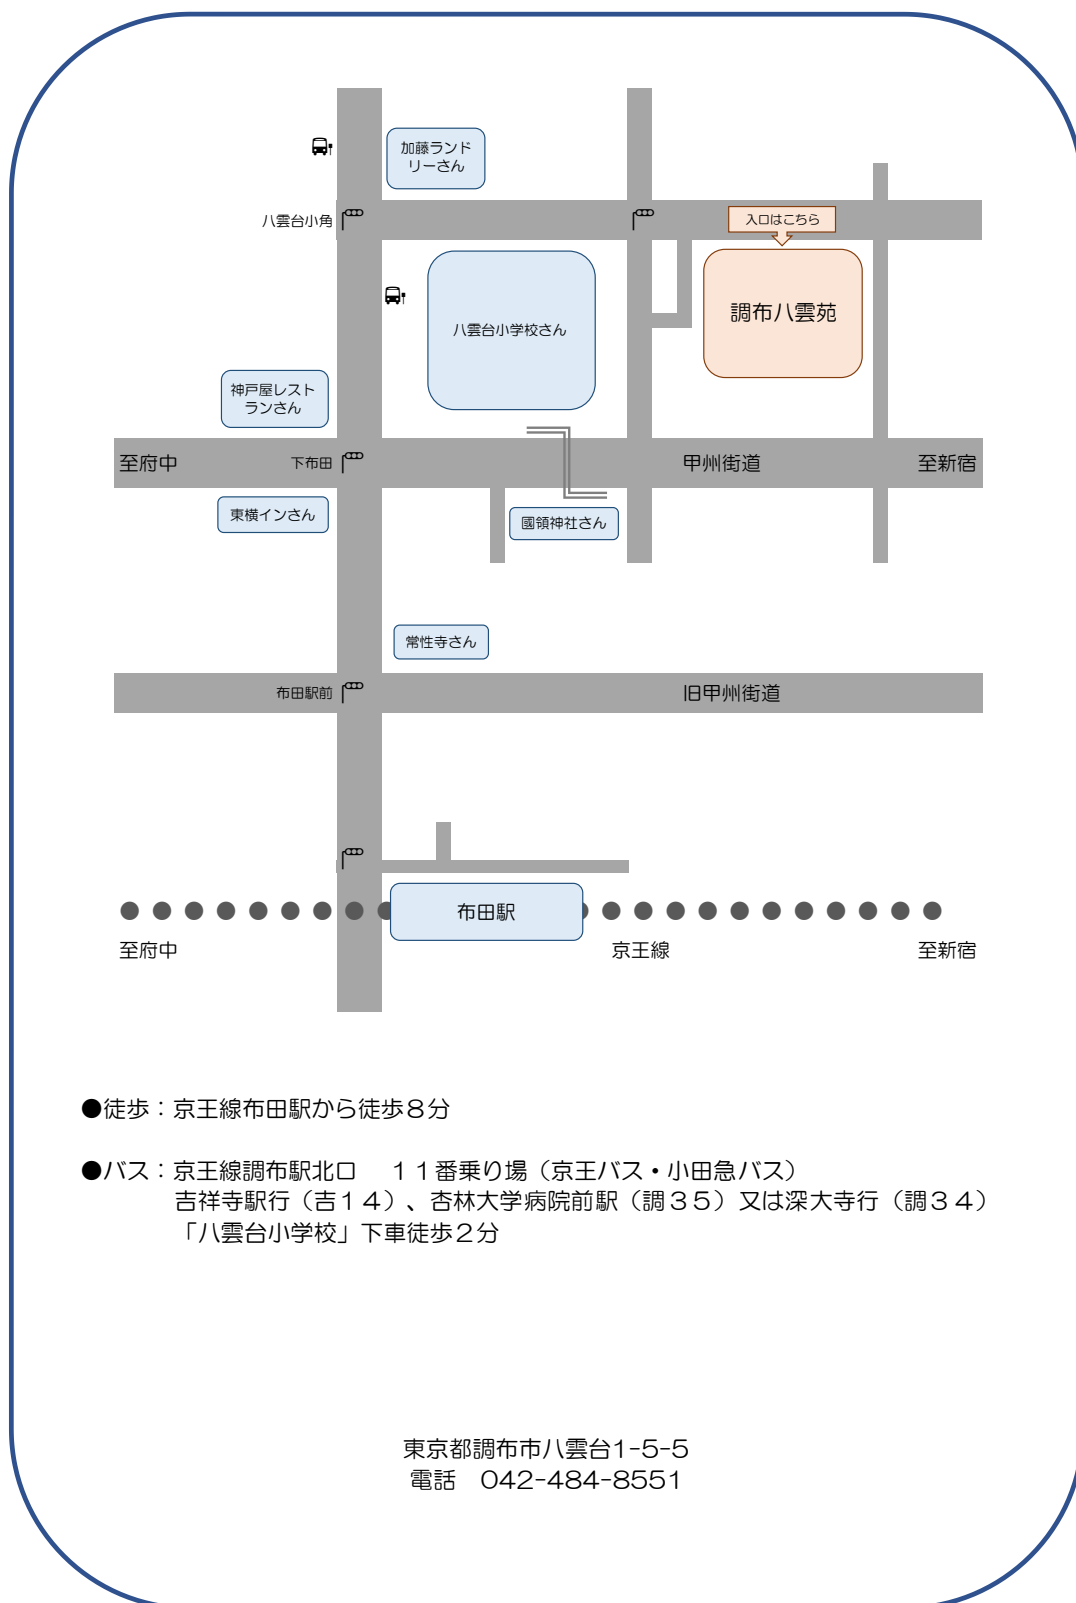 加藤ランド
リーさん
八雲台小角
入口はこちら
調布八雲苑
八雲台小学校さん
神戸屋レスト
ランさん
至府中
下布田
甲州街道
至新宿
東横インさん
國領神社さん
常性寺さん
布田駅前
旧甲州街道
布田駅
至府中
京王線
至新宿
●徒歩：京王線布田駅から徒歩８分
●バス：京王線調布駅北口　１１番乗り場（京王バス・小田急バス）
吉祥寺駅行（吉１４）、杏林大学病院前駅（調３５）又は深大寺行（調３４）
「八雲台小学校」下車徒歩２分
東京都調布市八雲台1-5-5
電話　042-484-8551